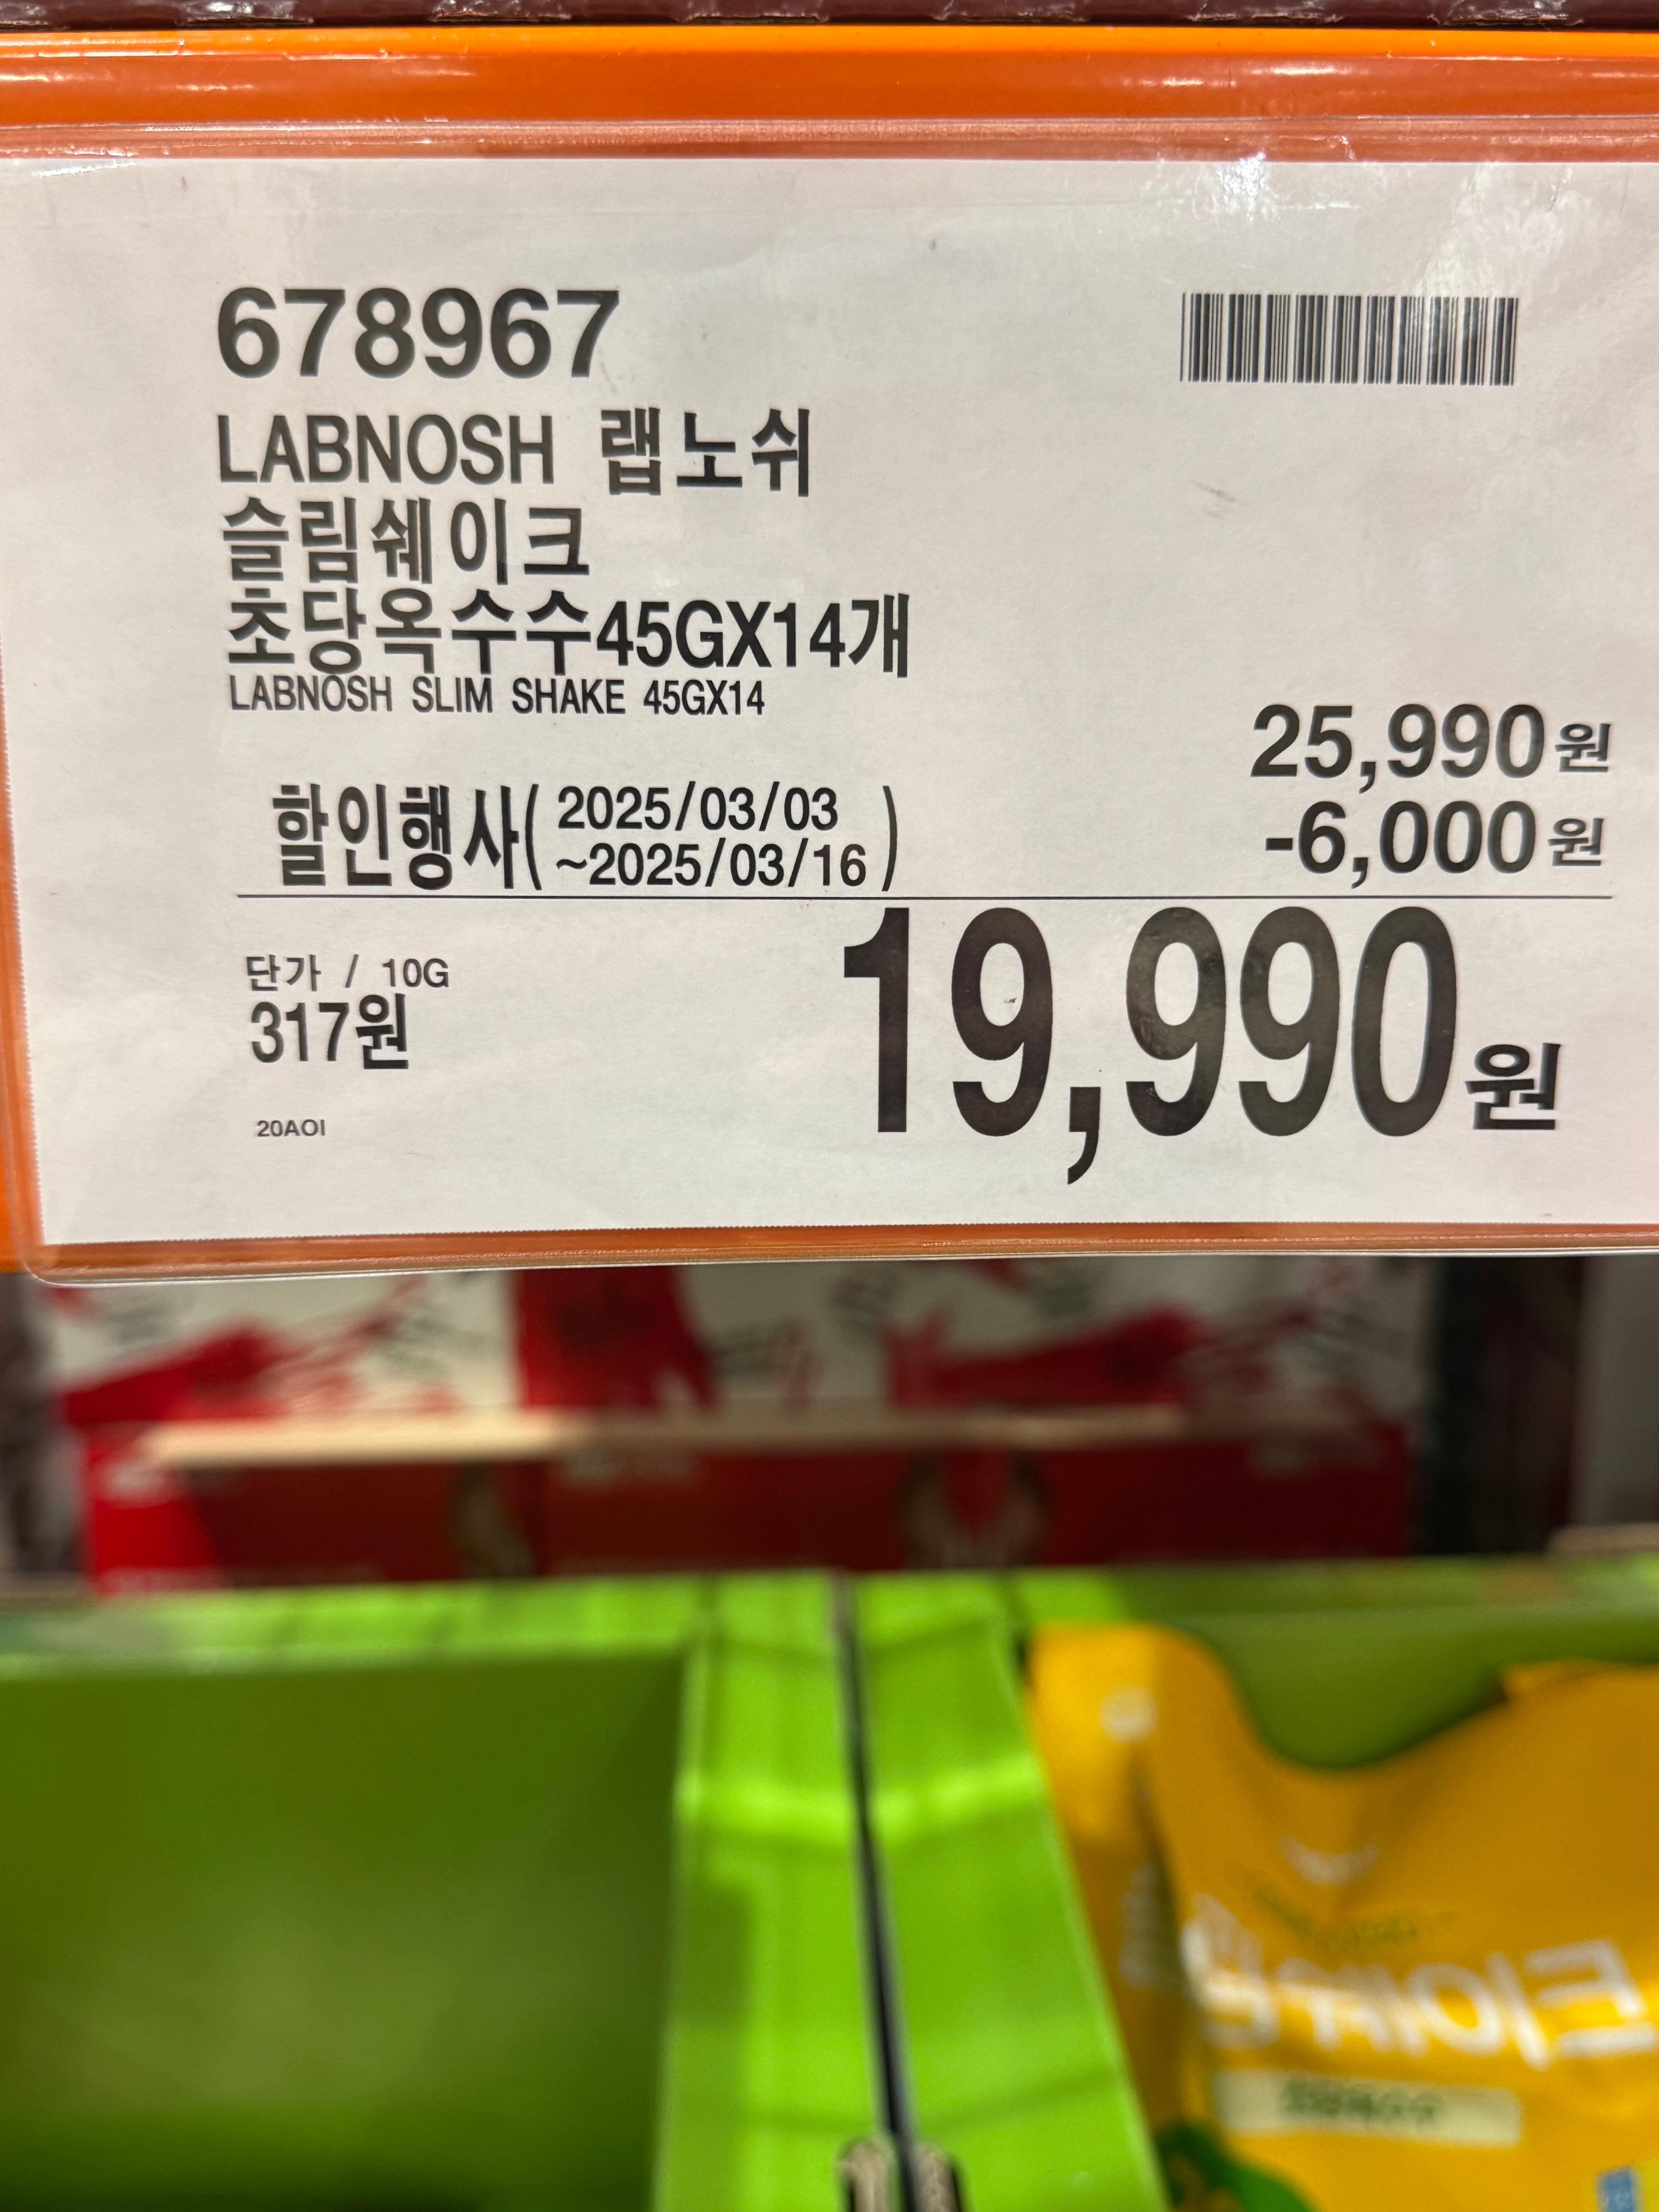 678967
LABNOSH 랩노쉬
슬림쉐이크
초당옥수수45GX14개
LABNOSH SLIM SHAKE 45GX14
25,990원
할인행사( 2025/03/03
~2025/03/16 )
-6,000원
단가 / 10G
317원
19,990원
20AOI